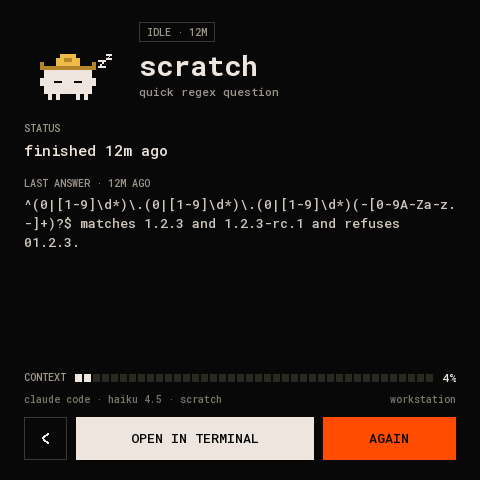 IDLE · 12M
scratch
quick regex question
STATUS
finished 12m ago
LAST ANSWER · 12M AGO
^(0|[1-9]\d*)\.(0|[1-9]\d*)\.(0|[1-9]\d*)(-[0-9A-Za-z.
-]+)?$ matches 1.2.3 and 1.2.3-rc.1 and refuses
01.2.3.
CONTEXT 4%
claude code · haiku 4.5 · scratch workstation
< OPEN IN TERMINAL AGAIN